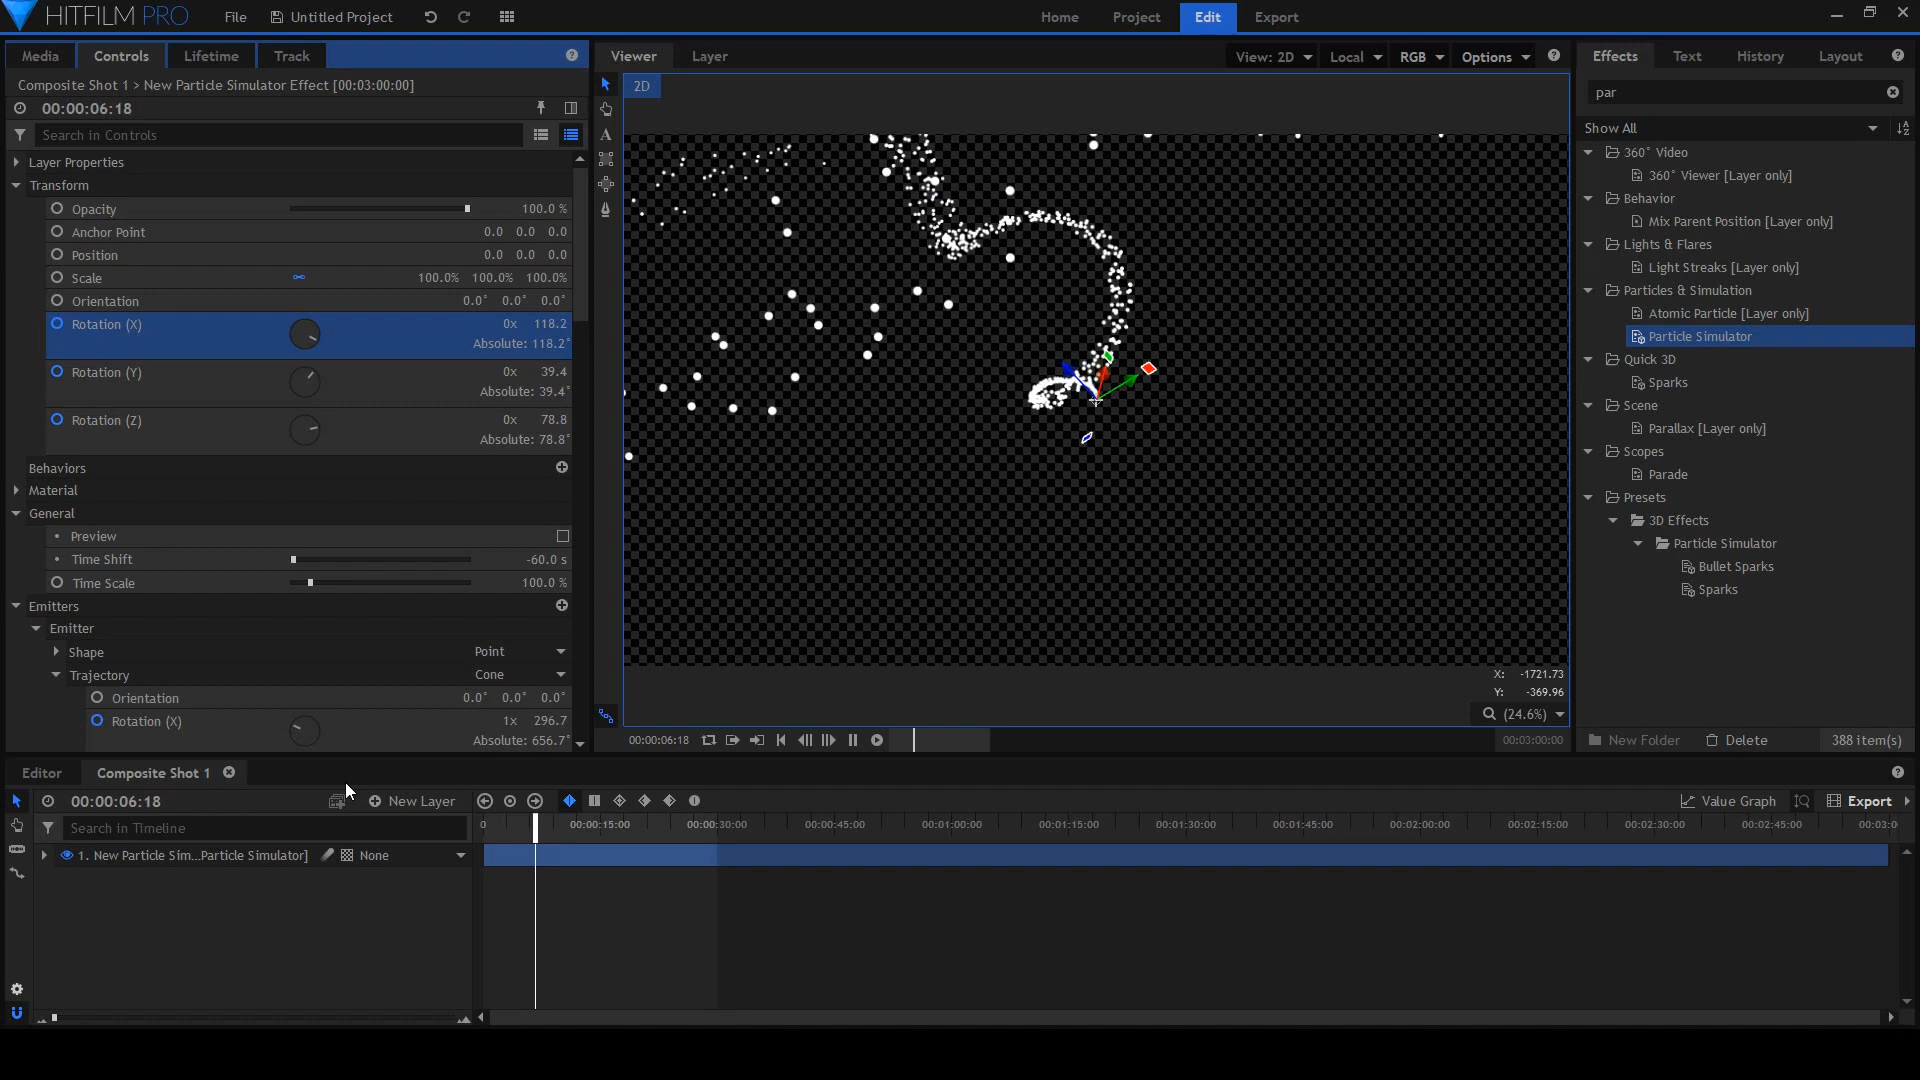 HITFILM PRO File Untitled Project Home Project Edit Export
Media Controls Lifetime Track
Composite Shot 1 > New Particle Simulator Effect [00:03:00:00]
00:00:06:18
Search in Controls
Layer Properties
Transform
Opacity 100.0 %
Anchor Point 0.0 0.0 0.0
Position 0.0 0.0 0.0
Scale 100.0% 100.0% 100.0%
Orientation 0.0° 0.0° 0.0°
Rotation (X) 0x 118.2
Absolute: 118.2°
Rotation (Y) 0x 39.4
Absolute: 39.4°
Rotation (Z) 0x 78.8
Absolute: 78.8°
Behaviors
Material
General
Preview
Time Shift -60.0 s
Time Scale 100.0 %
Emitters
Emitter
Shape Point
Trajectory Cone
Orientation 0.0° 0.0° 0.0°
Rotation (X) 1x 296.7
Absolute: 656.7°
Viewer Layer View: 2D Local RGB Options
2D
X: -1721.73
Y: -369.96
(24.6%)
00:00:06:18 00:03:00:00
Effects Text History Layout
par
Show All
360° Video
360° Viewer [Layer only]
Behavior
Mix Parent Position [Layer only]
Lights & Flares
Light Streaks [Layer only]
Particles & Simulation
Atomic Particle [Layer only]
Particle Simulator
Quick 3D
Sparks
Scene
Parallax [Layer only]
Scopes
Parade
Presets
3D Effects
Particle Simulator
Bullet Sparks
Sparks
New Folder Delete 388 item(s)
Editor Composite Shot 1
00:00:06:18 New Layer Value Graph Export
Search in Timeline 0 00:00:15:00 00:00:30:00 00:00:45:00 00:01:00:00 00:01:15:00 00:01:30:00 00:01:45:00 00:02:00:00 00:02:15:00 00:02:30:00 00:02:45:00 00:03:0
1. New Particle Sim...Particle Simulator] None